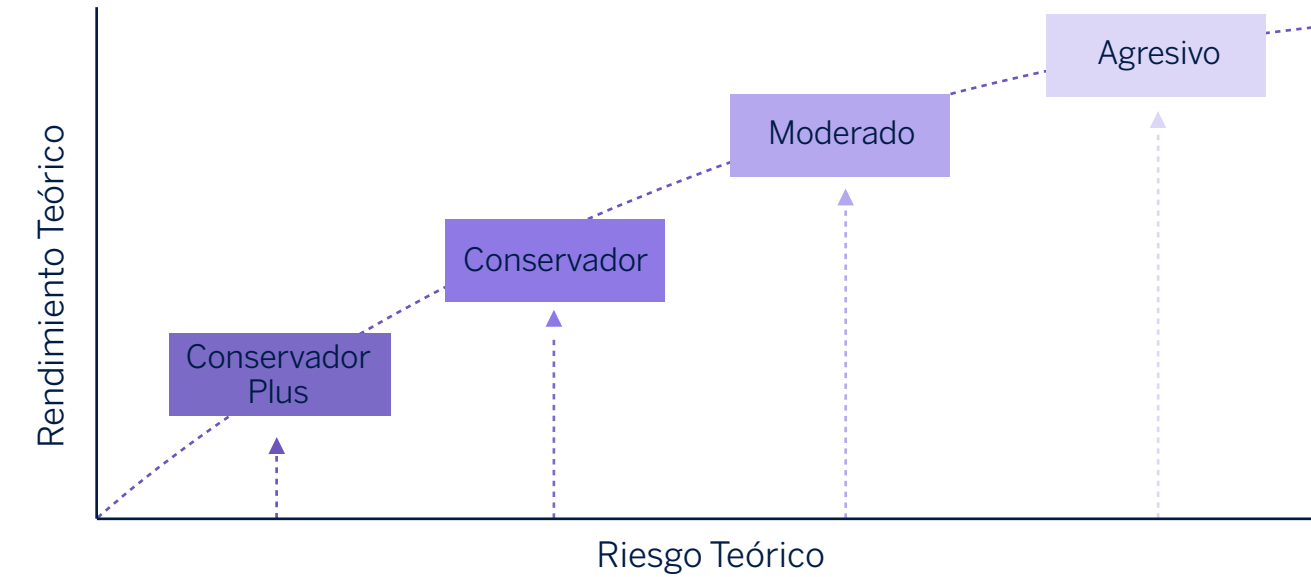 Agresivo
Moderado
Conservador
Conservador
Plus
Rendimiento Teórico
Riesgo Teórico